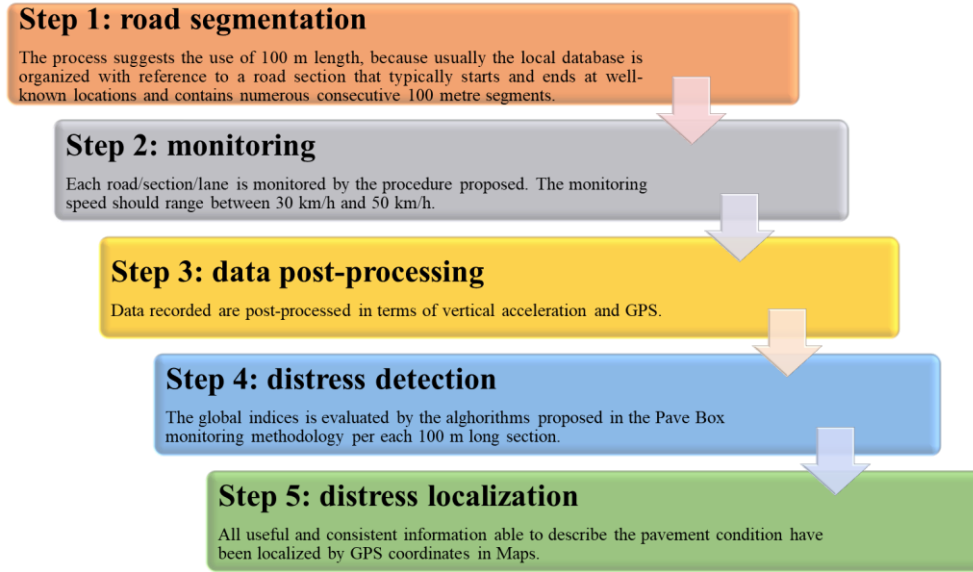 Step 1: road segmentation
The process suggests the use of 100 m length, because usually the local database is
organized with reference to a road section that typically starts and ends at well-
known locations and contains numerous consecutive 100 metre segments.
Step 2: monitoring
Each road/section/lane is monitored by the procedure proposed. The monitoring
speed should range between 30 km/h and 50 km/h.
Step 3: data post-processing
Data recorded are post-processed in terms of vertical acceleration and GPS.
Step 4: distress detection
The global indices is evaluated by the alghorithms proposed in the Pave Box
monitoring methodology per each 100 m long section.
Step 5: distress localization
All useful and consistent information able to describe the pavement condition have
been localized by GPS coordinates in Maps.